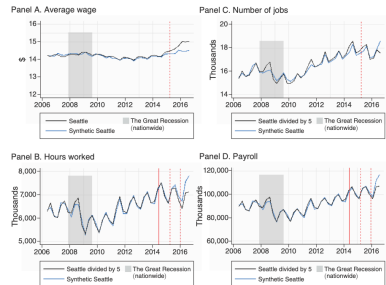 Panel A. Average wage
$
16
15
14
13
12
2006 2008 2010 2012 2014 2016
Seattle
Synthetic Seattle
The Great Recession
(nationwide)
Panel C. Number of jobs
Thousands
20
18
16
14
2006 2008 2010 2012 2014 2016
Seattle divided by 5
Synthetic Seattle
The Great Recession
(nationwide)
Panel B. Hours worked
Thousands
8,000
7,000
6,000
5,000
2006 2008 2010 2012 2014 2016
Seattle divided by 5
Synthetic Seattle
The Great Recession
(nationwide)
Panel D. Payroll
Thousands
120,000
100,000
80,000
60,000
2006 2008 2010 2012 2014 2016
Seattle divided by 5
Synthetic Seattle
The Great Recession
(nationwide)